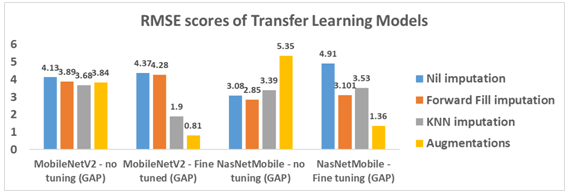 RMSE scores of Transfer Learning Models
6
5
4
3
2
1
0
4.13 3.89 3.68 3.84
4.37 4.28 1.9 0.81
3.08 2.85 3.39 5.35
4.91 3.101 3.53 1.36
MobileNetV2 - no tuning (GAP)
MobileNetV2 - Fine tuned (GAP)
NasNetMobile - no tuning (GAP)
NasNetMobile - Fine tuning (GAP)
Nil imputation
Forward Fill imputation
KNN imputation
Augmentations